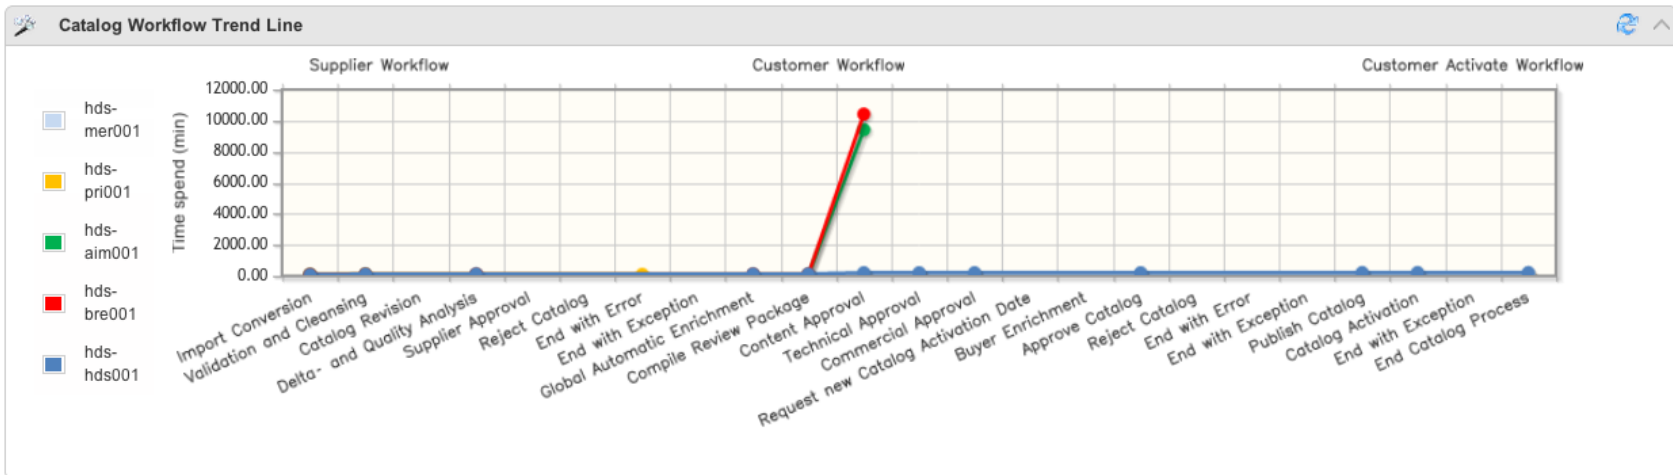 Catalog Workflow Trend Line
Supplier Workflow
Customer Workflow
Customer Activate Workflow
hds-
mer001
hds-
pri001
hds-
aim001
hds-
bre001
hds-
hds001
Time spend (min)
12000.00
10000.00
8000.00
6000.00
4000.00
2000.00
0.00
Import Conversion
Validation and Cleansing
Catalog Revision
Delta- and Quality Analysis
Supplier Approval
Reject Catalog
End with Error
End with Exception
Global Automatic Enrichment
Compile Review Package
Content Approval
Technical Approval
Commercial Approval
Request new Catalog Activation Date
Buyer Enrichment
Approve Catalog
Reject Catalog
End with Error
End with Exception
Publish Catalog
Catalog Activation
End with Exception
End Catalog Process